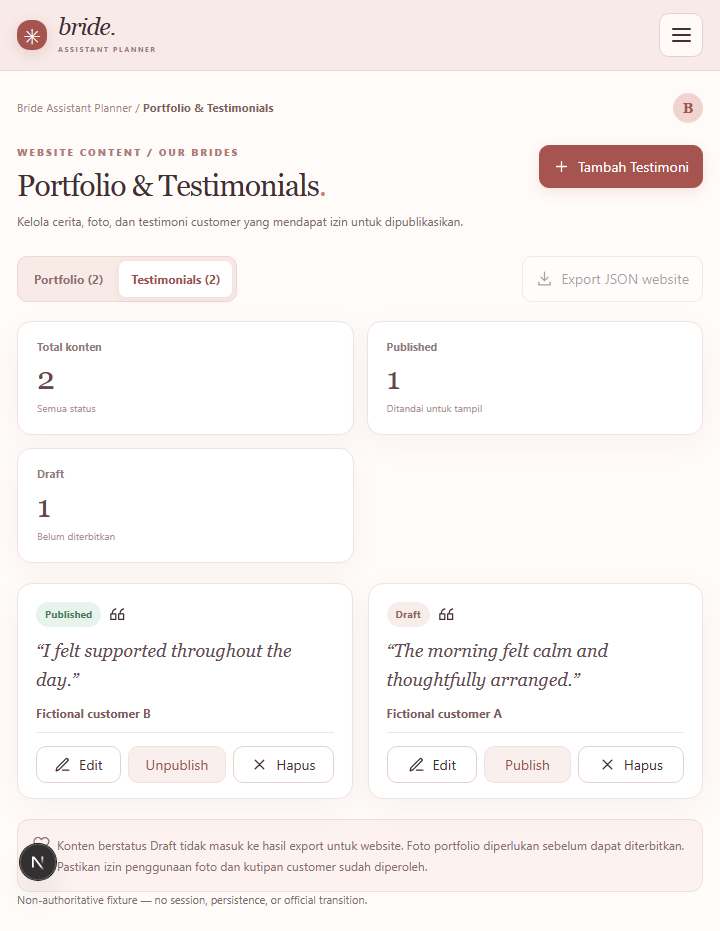 bride.
ASSISTANT PLANNER
Bride Assistant Planner / Portfolio & Testimonials
B
WEBSITE CONTENT / OUR BRIDES
Portfolio & Testimonials.
Kelola cerita, foto, dan testimoni customer yang mendapat izin untuk dipublikasikan.
+ Tambah Testimoni
Portfolio (2)
Testimonials (2)
Export JSON website
Total konten
2
Semua status
Published
1
Ditandai untuk tampil
Draft
1
Belum diterbitkan
Published
“I felt supported throughout the
day.”
Fictional customer B
Edit
Unpublish
Hapus
Draft
“The morning felt calm and
thoughtfully arranged.”
Fictional customer A
Edit
Publish
Hapus
Konten berstatus Draft tidak masuk ke hasil export untuk website. Foto portfolio diperlukan sebelum dapat diterbitkan.
Pastikan izin penggunaan foto dan kutipan customer sudah diperoleh.
N
Non-authoritative fixture — no session, persistence, or official transition.